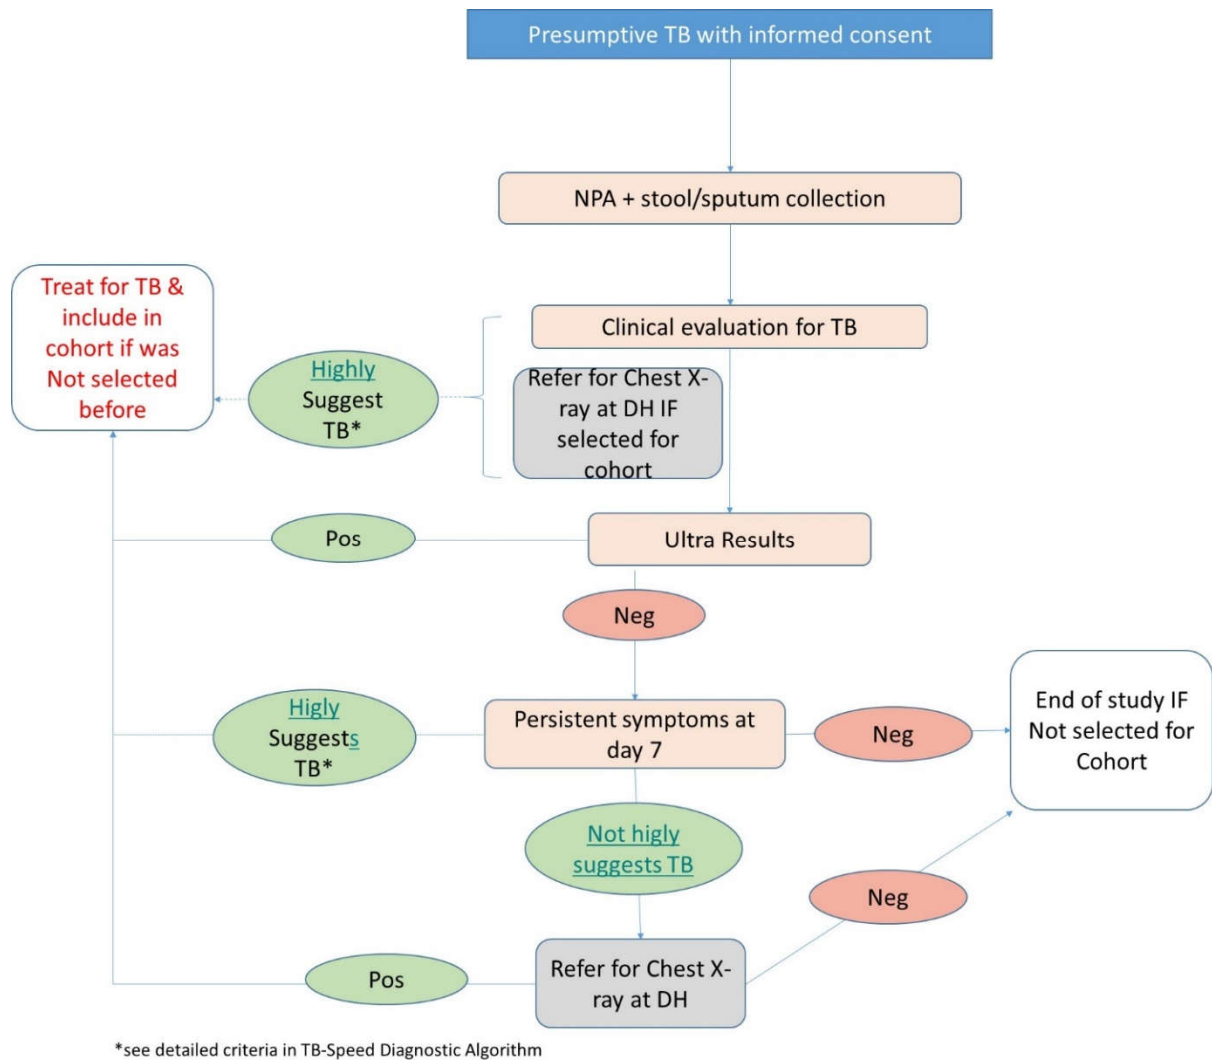 Presumptive TB with informed consent
NPA + stool/sputum collection
Treat for TB &
include in
cohort if was
Not selected
before
Highly
Suggest
TB*
Clinical evaluation for TB
Refer for Chest X-
ray at DH IF
selected for
cohort
Pos
Ultra Results
Neg
Higly
Suggests
TB*
Persistent symptoms at
day 7
Neg
End of study IF
Not selected for
Cohort
Not higly
suggests TB
Neg
Pos
Refer for Chest X-
ray at DH
*see detailed criteria in TB-Speed Diagnostic Algorithm